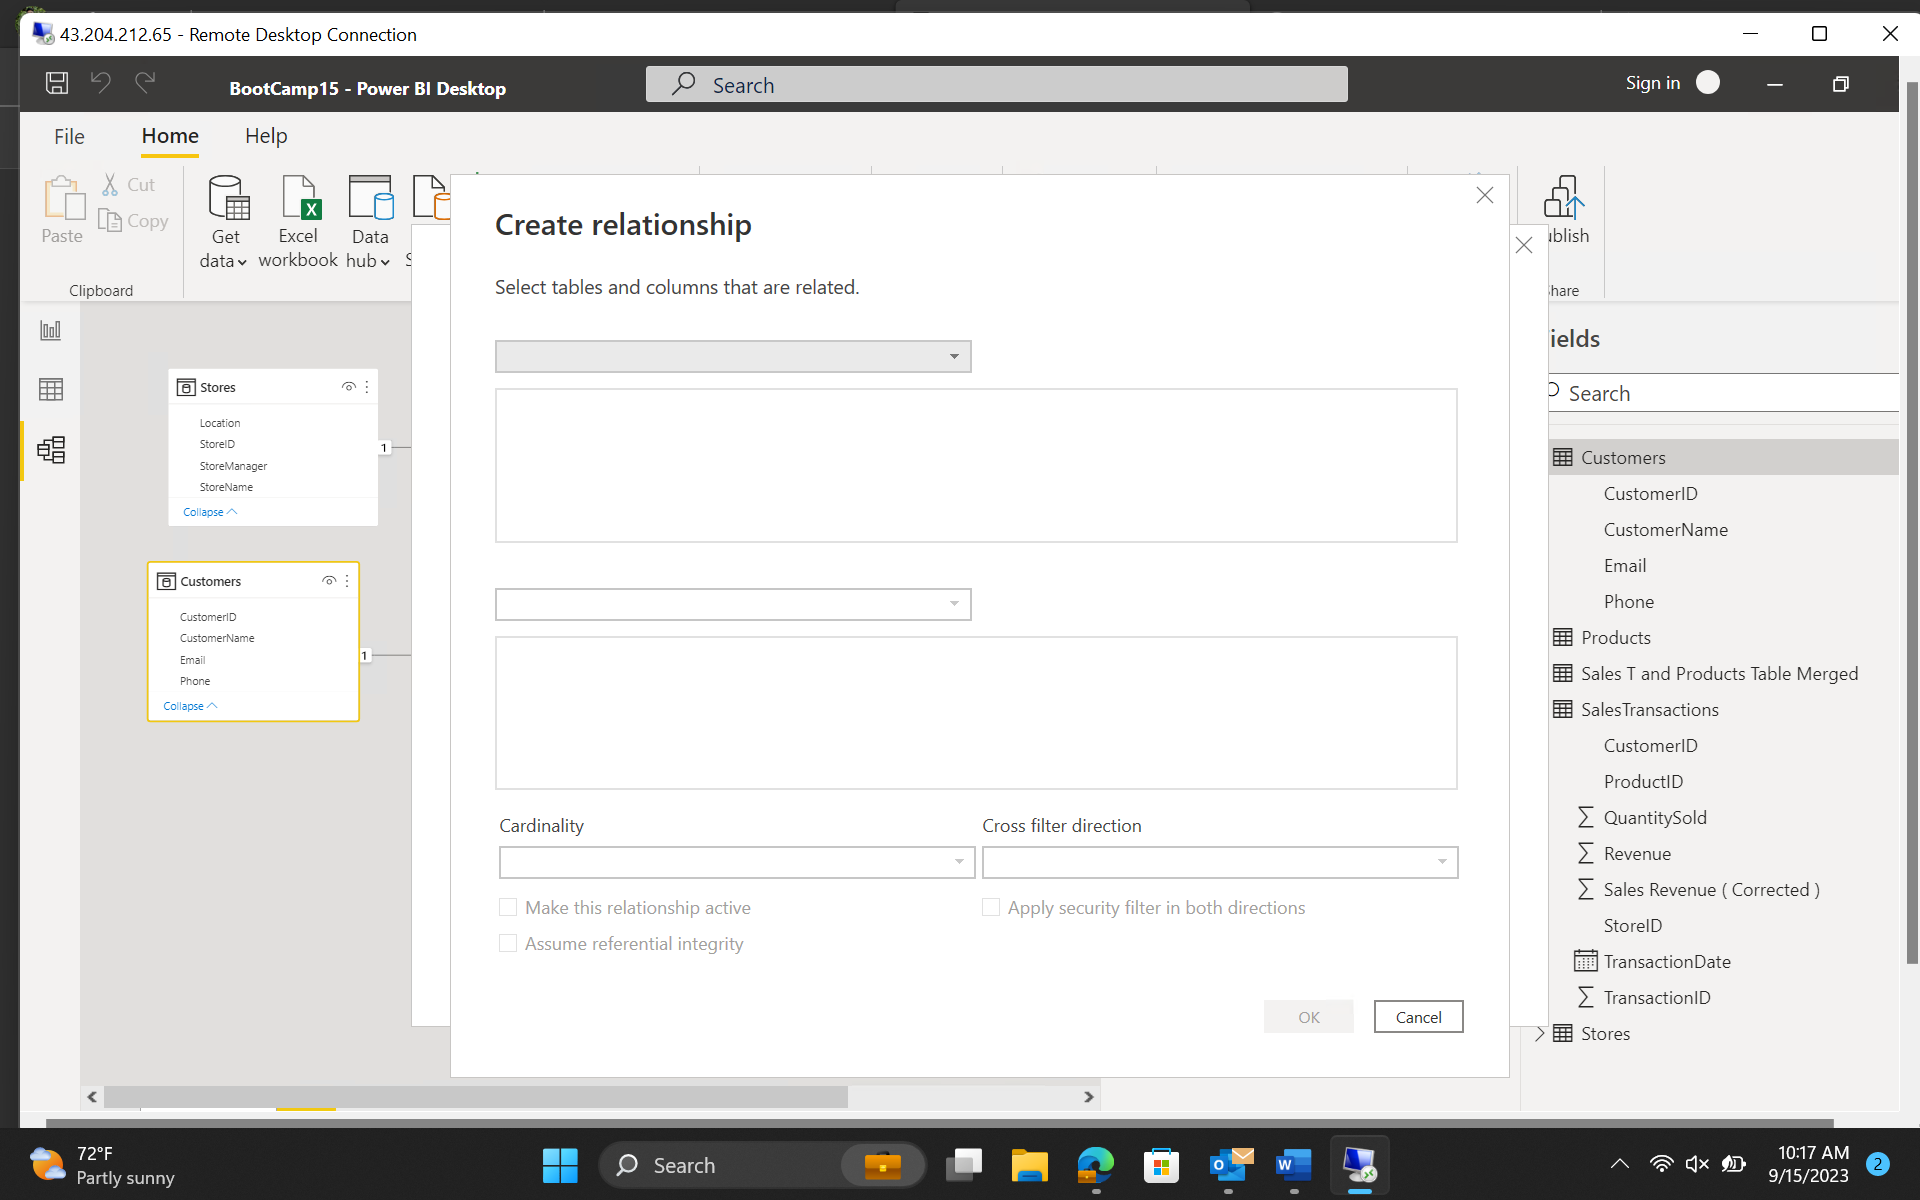 43.204.212.65 - Remote Desktop Connection
BootCamp15 - Power BI Desktop
Search
Sign in
File
Home
Help
Paste
Cut
Copy
Clipboard
Get data
Excel workbook
Data hub
S
ublish
hare
Create relationship
Select tables and columns that are related.
Cardinality
Cross filter direction
Make this relationship active
Apply security filter in both directions
Assume referential integrity
OK
Cancel
Stores
Location
StoreID
StoreManager
StoreName
Collapse
1
Customers
CustomerID
CustomerName
Email
Phone
Collapse
1
ields
Search
Customers
CustomerID
CustomerName
Email
Phone
Products
Sales T and Products Table Merged
SalesTransactions
CustomerID
ProductID
QuantitySold
Revenue
Sales Revenue ( Corrected )
StoreID
TransactionDate
TransactionID
Stores
72°F
Partly sunny
Search
10:17 AM
9/15/2023
2